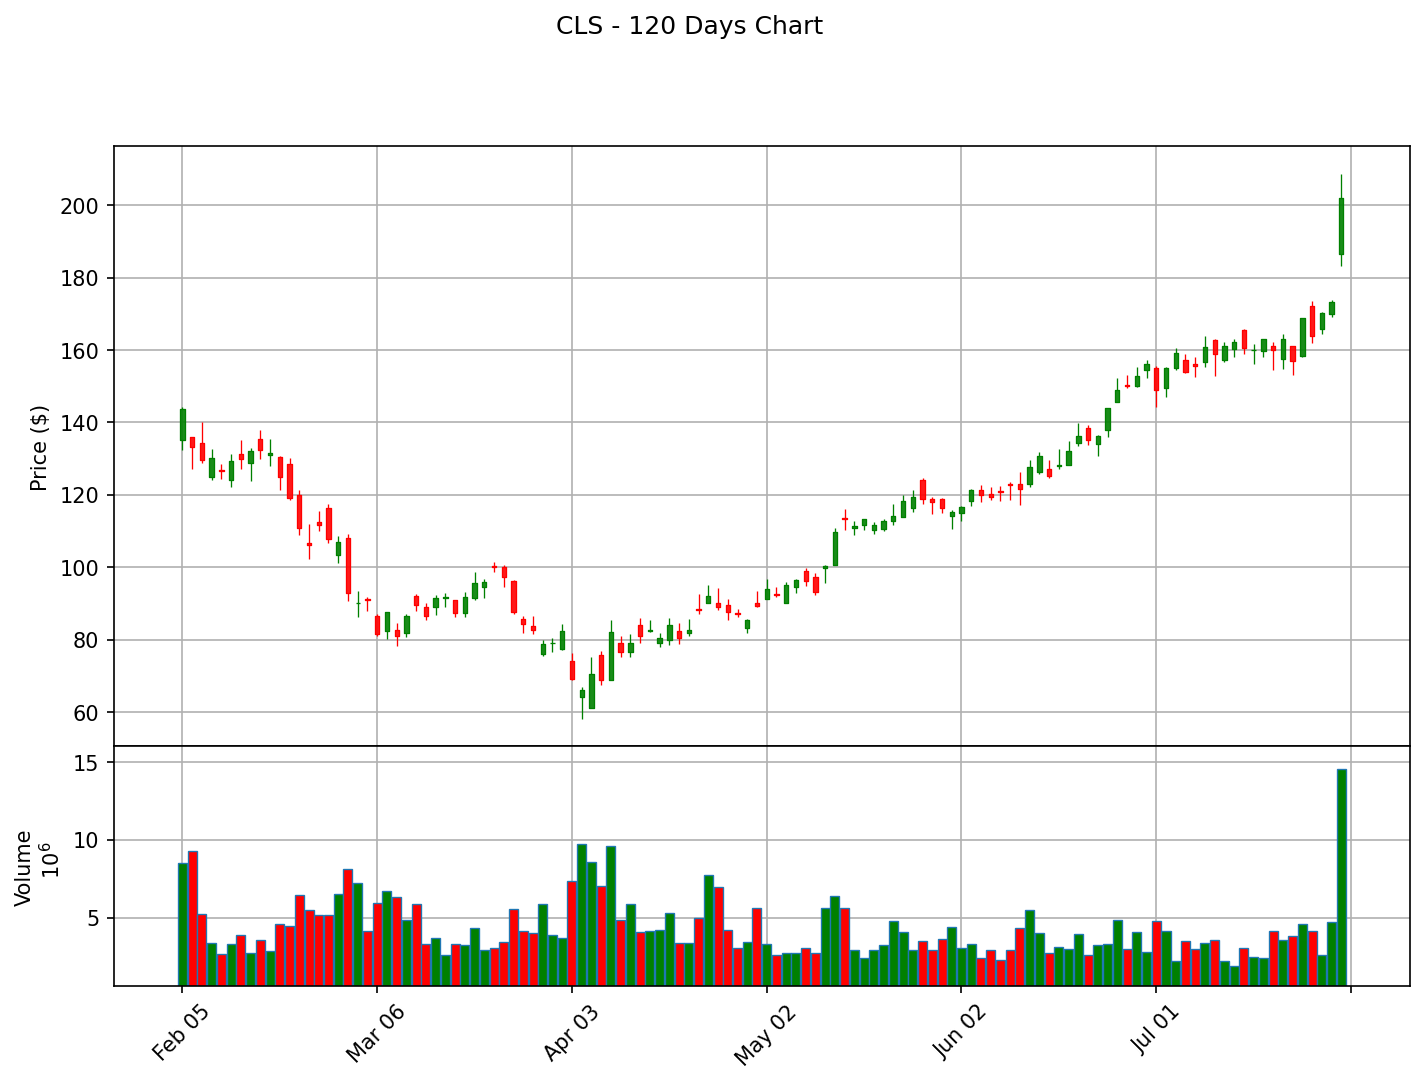 CLS - 120 Days Chart
Price ($)
200
180
160
140
120
100
80
60
Volume
10⁶
15
10
5
Feb 05
Mar 06
Apr 03
May 02
Jun 02
Jul 01